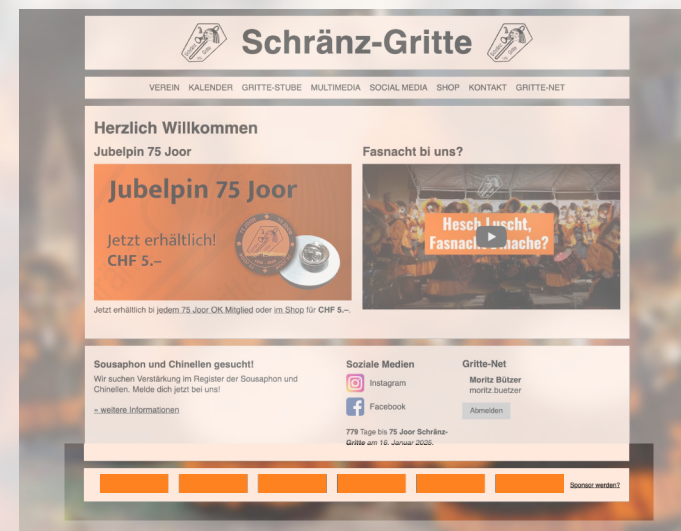 Schränz-Gritte
VEREIN KALENDER GRITTE-STUBE MULTIMEDIA SOCIAL MEDIA SHOP KONTAKT GRITTE-NET
Herzlich Willkommen
Jubelpin 75 Joor
Jubelpin 75 Joor
Jetzt erhältlich!
CHF 5.–
Jetzt erhältlich bi jedem 75 Joor OK Mitglied oder im Shop für CHF 5.–.
Fasnacht bi uns?
Hesch Luscht,
Fasnacht z'mache?
Sousaphon und Chinellen gesucht!
Wir suchen Verstärkung im Register der Sousaphon und
Chinellen. Melde dich jetzt bei uns!
» weitere Informationen
Soziale Medien
Instagram
Facebook
779 Tage bis 75 Joor Schränz-
Gritte am 16. Januar 2025.
Gritte-Net
Moritz Bützer
moritz.buetzer
Abmelden
Sponsor werden?